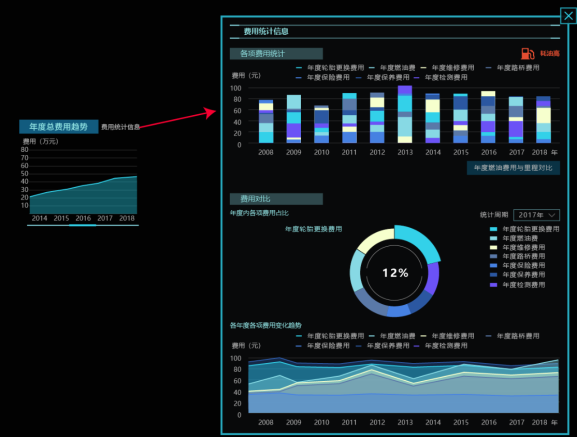 费用统计信息
各项费用统计
耗油高
年度轮胎更换费用 年度燃油费 年度维修费用 年度路桥费用
费用（元） 年度保险费用 年度保养费用 年度检测费用
100
80
60
40
20
0
2008 2009 2010 2011 2012 2013 2014 2015 2016 2017 2018 年
年度燃油费用与里程对比
年度总费用趋势 费用统计信息
费用（万元）
80
70
60
50
40
30
20
10
2014 2015 2016 2017 2018
费用对比
年度内各项费用占比
统计周期 2017年
年度轮胎更换费用
12%
年度轮胎更换费用
年度燃油费
年度维修费用
年度路桥费用
年度保险费用
年度保养费用
年度检测费用
各年度各项费用变化趋势
年度轮胎更换费用 年度燃油费 年度维修费用 年度路桥费用
费用（元） 年度保险费用 年度保养费用 年度检测费用
100
80
60
40
20
0
2008 2009 2010 2011 2012 2013 2014 2015 2016 2017 2018 年